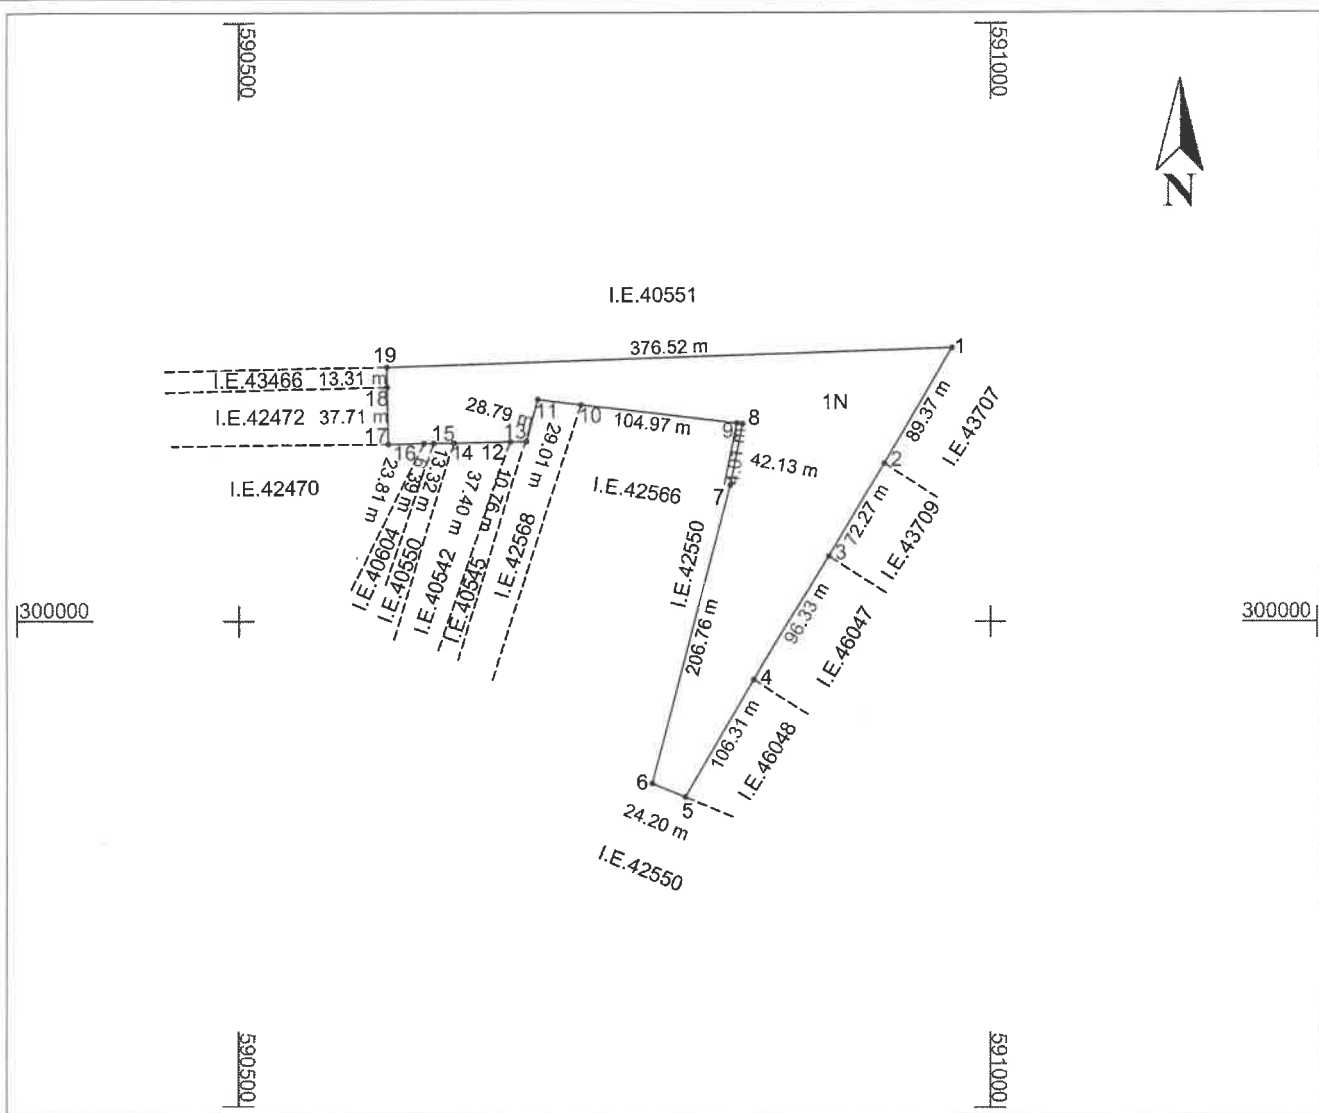 590500
591000
N
I.E.40551
376.52 m
1
19
I.E.43466 13.31 m
18
I.E.42472 37.71 m
17
I.E.42470
28.79 m
11
10
104.97 m
8
9
1N
89.37 m
I.E.43707
16
15
14
12
13
29.01 m
42.13 m
7
2
23.81 m
13.32 m
37.40 m
10.76 m
I.E.42566
72.27 m
I.E.43709
3
I.E.40604
I.E.40550
I.E.40542
I.E.40545
I.E.42568
I.E.42550
206.76 m
96.33 m
I.E.46047
300000
300000
4
106.31 m
I.E.46048
6
5
24.20 m
I.E.42550
590500
591000